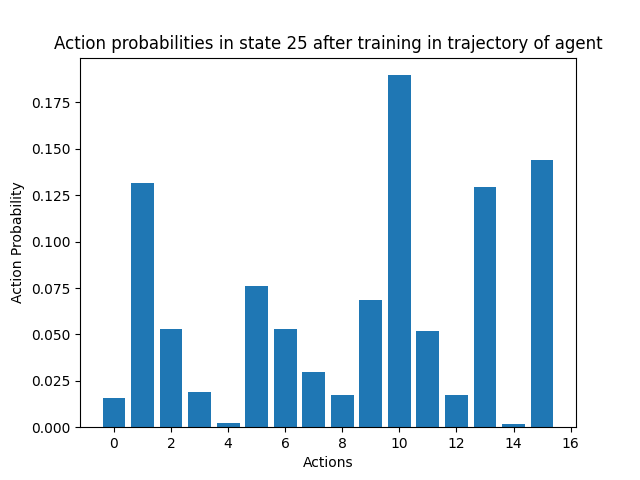 Action probabilities in state 25 after training in trajectory of agent
0.175
0.150
0.125
0.100
0.075
0.050
0.025
0.000
Action Probability
0 2 4 6 8 10 12 14 16
Actions